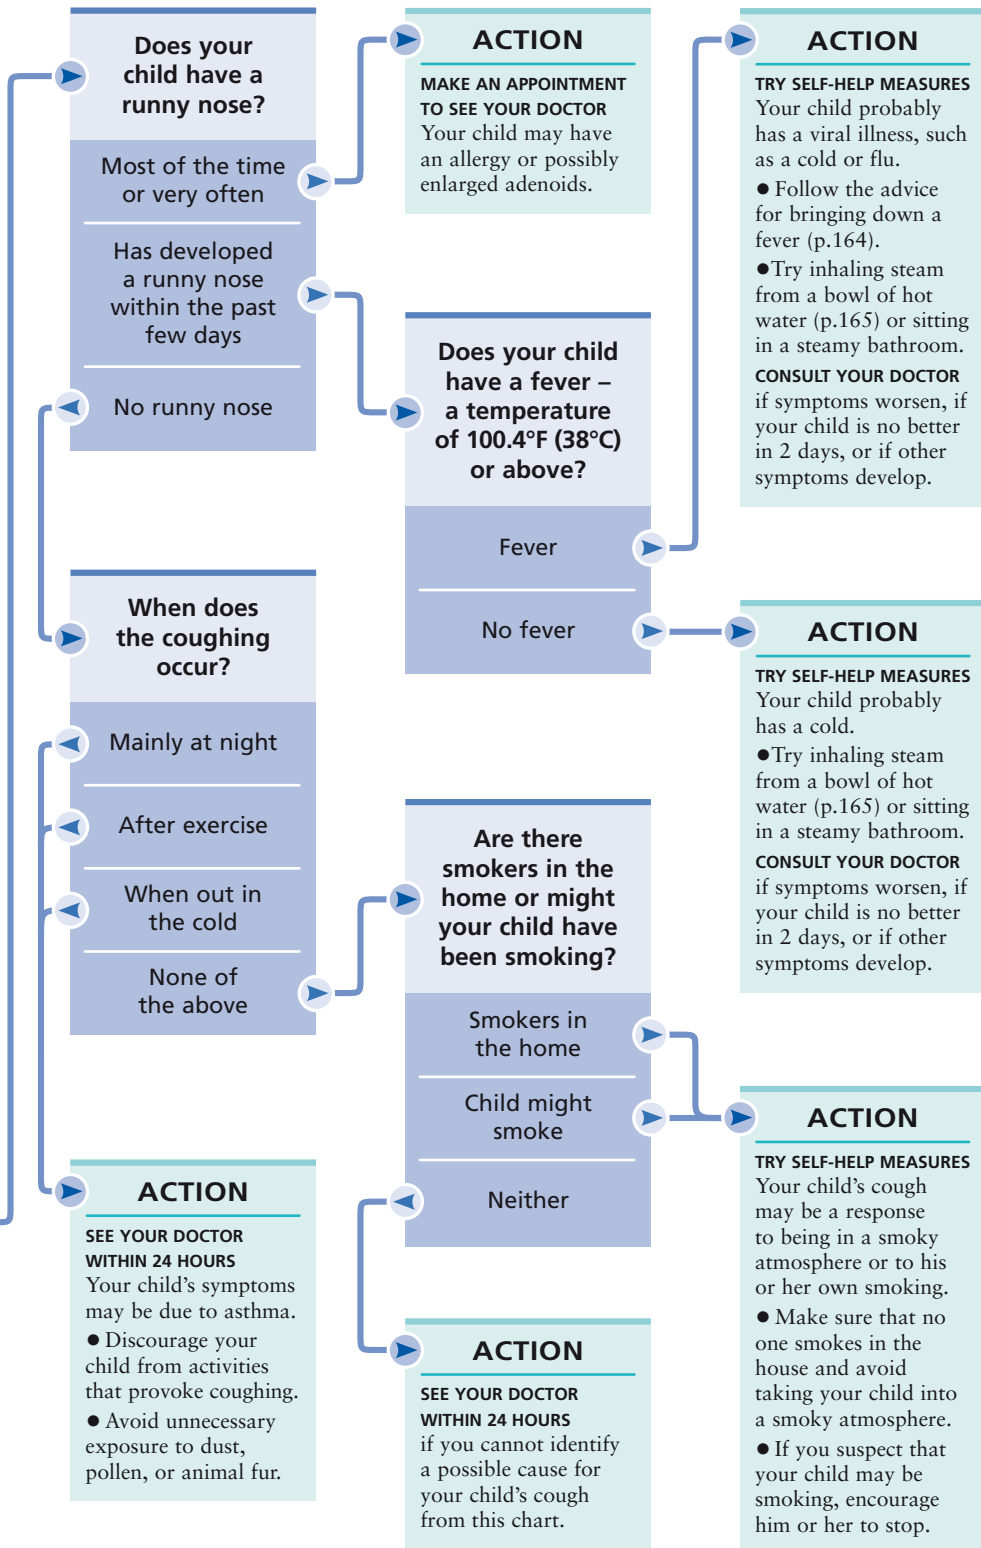 Does your
child have a
runny nose?
Most of the time
or very often
Has developed
a runny nose
within the past
few days
No runny nose
ACTION
MAKE AN APPOINTMENT
TO SEE YOUR DOCTOR
Your child may have
an allergy or possibly
enlarged adenoids.
Does your child
have a fever –
a temperature
of 100.4°F (38°C)
or above?
Fever
No fever
ACTION
TRY SELF-HELP MEASURES
Your child probably
has a viral illness, such
as a cold or flu.
● Follow the advice
for bringing down a
fever (p.164).
●Try inhaling steam
from a bowl of hot
water (p.165) or sitting
in a steamy bathroom.
CONSULT YOUR DOCTOR
if symptoms worsen, if
your child is no better
in 2 days, or if other
symptoms develop.
ACTION
TRY SELF-HELP MEASURES
Your child probably
has a cold.
●Try inhaling steam
from a bowl of hot
water (p.165) or sitting
in a steamy bathroom.
CONSULT YOUR DOCTOR
if symptoms worsen, if
your child is no better
in 2 days, or if other
symptoms develop.
When does
the coughing
occur?
Mainly at night
After exercise
When out in
the cold
None of
the above
Are there
smokers in the
home or might
your child have
been smoking?
Smokers in
the home
Child might
smoke
Neither
ACTION
SEE YOUR DOCTOR
WITHIN 24 HOURS
Your child's symptoms
may be due to asthma.
● Discourage your
child from activities
that provoke coughing.
● Avoid unnecessary
exposure to dust,
pollen, or animal fur.
ACTION
SEE YOUR DOCTOR
WITHIN 24 HOURS
if you cannot identify
a possible cause for
your child's cough
from this chart.
ACTION
TRY SELF-HELP MEASURES
Your child's cough
may be a response
to being in a smoky
atmosphere or to his
or her own smoking.
● Make sure that no
one smokes in the
house and avoid
taking your child into
a smoky atmosphere.
● If you suspect that
your child may be
smoking, encourage
him or her to stop.